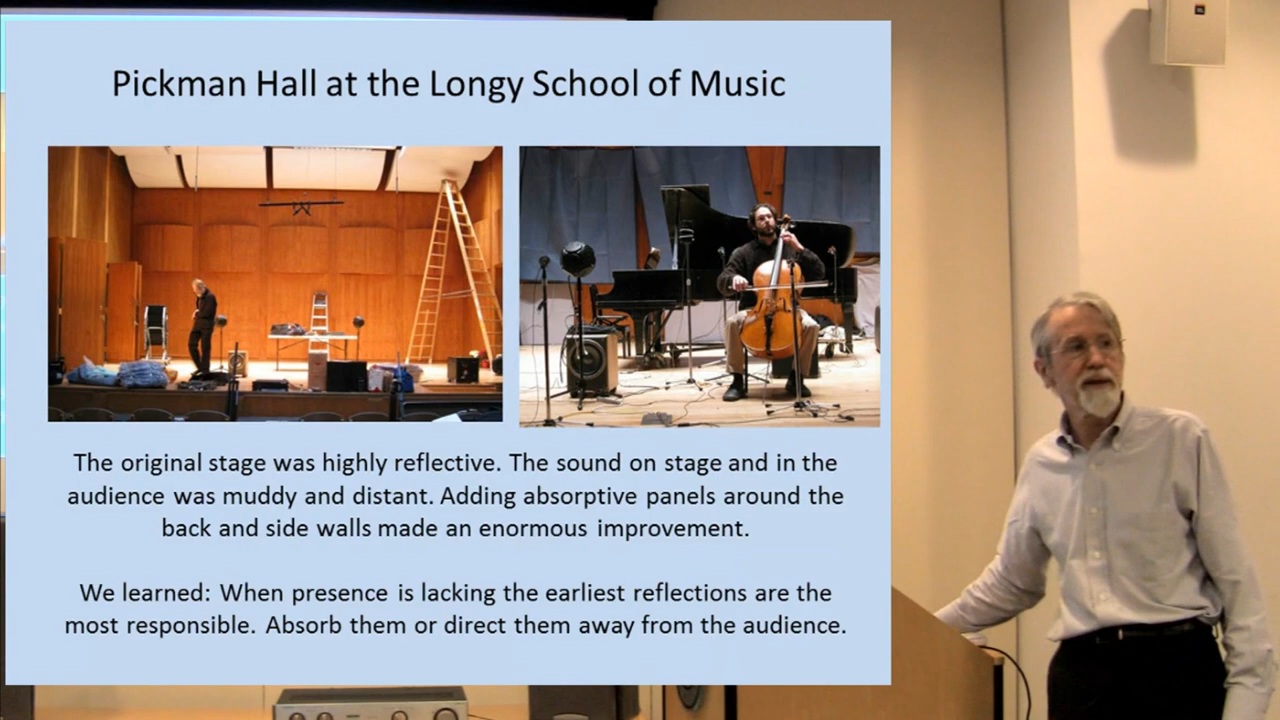 Pickman Hall at the Longy School of Music
The original stage was highly reflective. The sound on stage and in the
audience was muddy and distant. Adding absorptive panels around the
back and side walls made an enormous improvement.
We learned: When presence is lacking the earliest reflections are the
most responsible. Absorb them or direct them away from the audience.